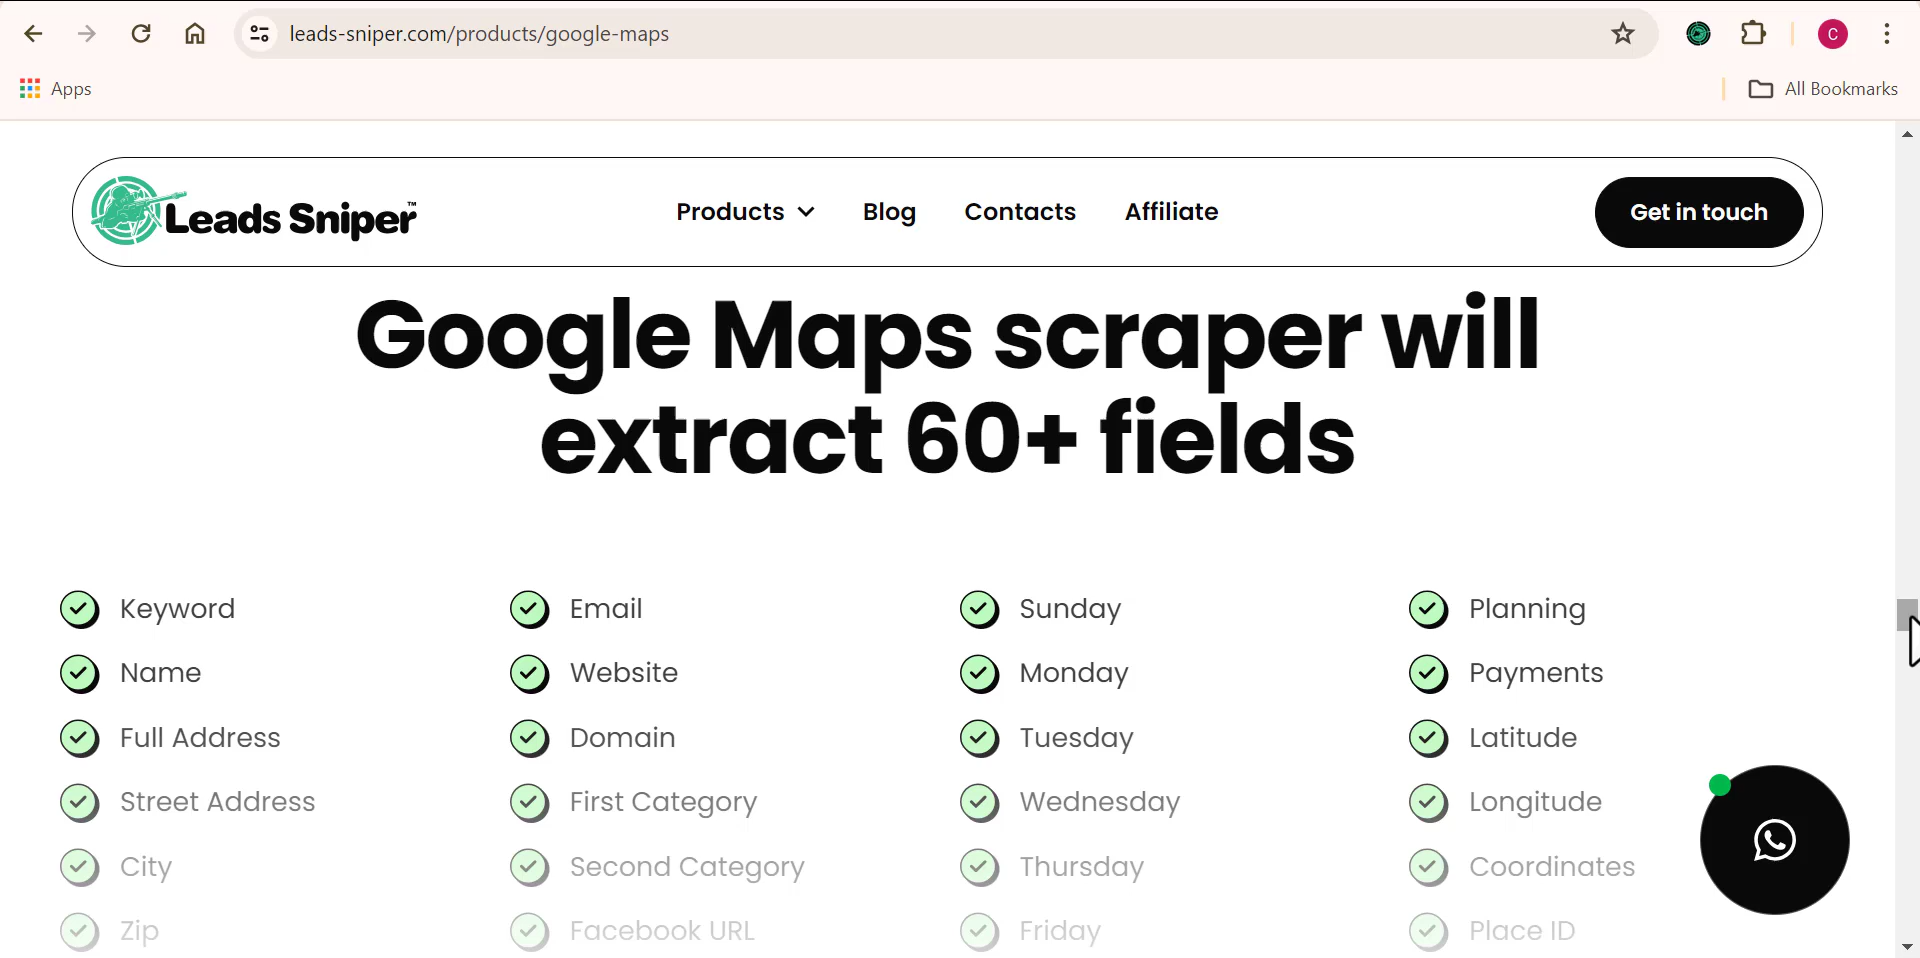 leads-sniper.com/products/google-maps
C
Apps
All Bookmarks
Leads Sniper™
Products
Blog
Contacts
Affiliate
Get in touch
Google Maps scraper will
extract 60+ fields
Keyword
Email
Sunday
Planning
Name
Website
Monday
Payments
Full Address
Domain
Tuesday
Latitude
Street Address
First Category
Wednesday
Longitude
City
Second Category
Thursday
Coordinates
Zip
Facebook URL
Friday
Place ID